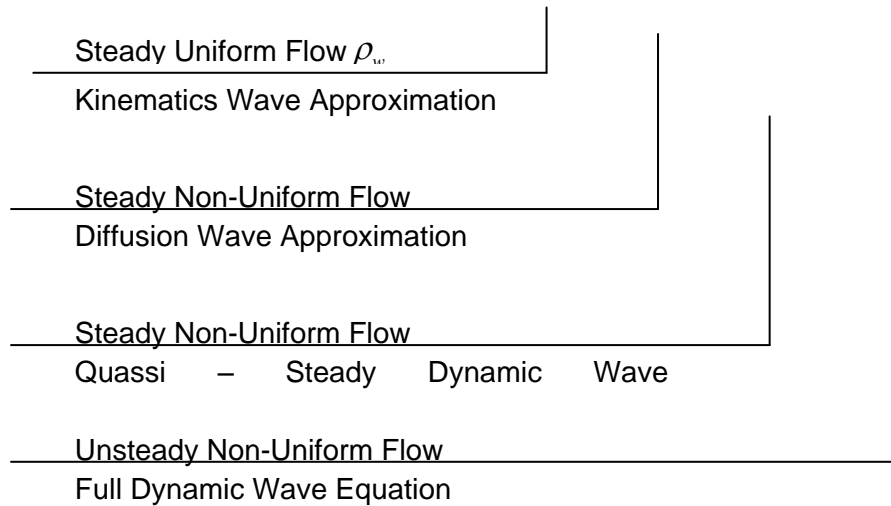 Steady Uniform Flow ρ_w
Kinematics Wave Approximation
Steady Non-Uniform Flow
Diffusion Wave Approximation
Steady Non-Uniform Flow
Quassi – Steady Dynamic Wave
Unsteady Non-Uniform Flow
Full Dynamic Wave Equation